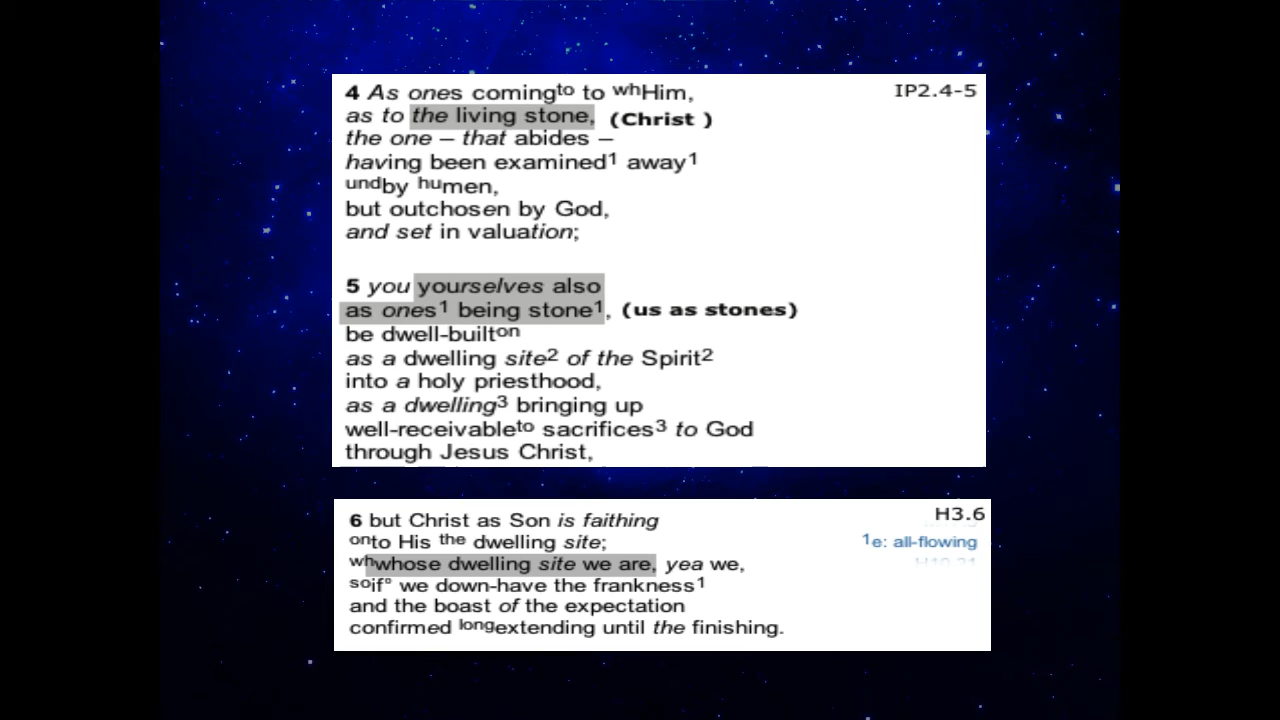 4 As ones comingto to whHim, IP2.4-5
as to the living stone, (Christ )
the one – that abides –
having been examined¹ away¹
undby humen,
but outchosen by God,
and set in valuation;
5 you yourselves also
as ones¹ being stone¹, (us as stones)
be dwell-builton
as a dwelling site² of the Spirit²
into a holy priesthood,
as a dwelling³ bringing up
well-receivableto sacrifices³ to God
through Jesus Christ,
6 but Christ as Son is faithing H3.6
onto His the dwelling site; ¹e: all-flowing
whwhose dwelling site we are, yea we,
soif° we down-have the frankness¹
and the boast of the expectation
confirmed longextending until the finishing.